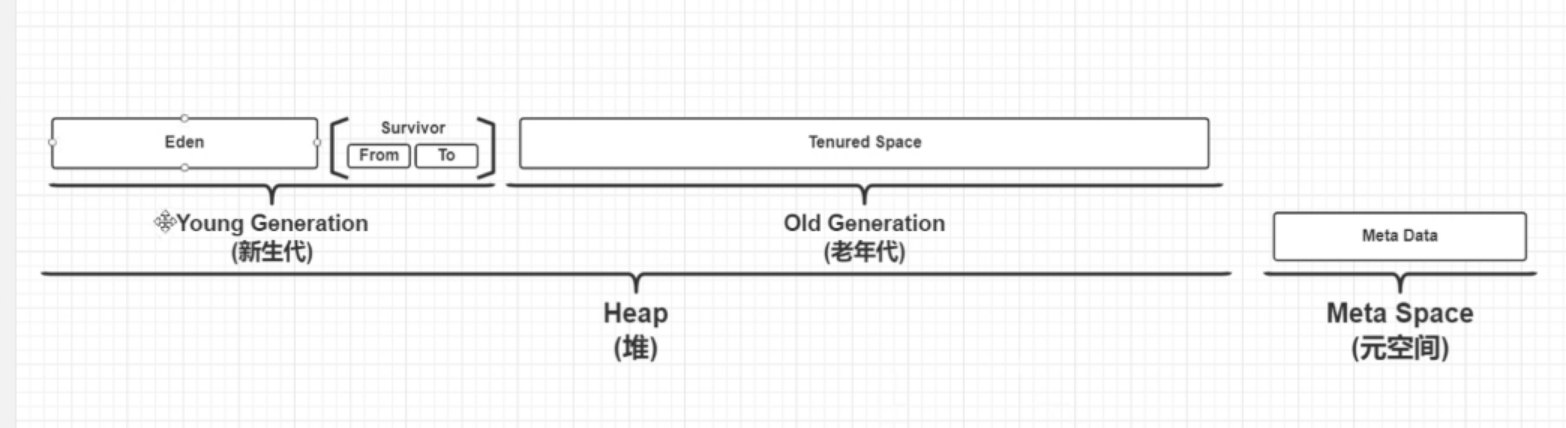 Eden
Survivor
From
To
Tenured Space
Young Generation
(新生代)
Old Generation
(老年代)
Meta Data
Heap
(堆)
Meta Space
(元空间)